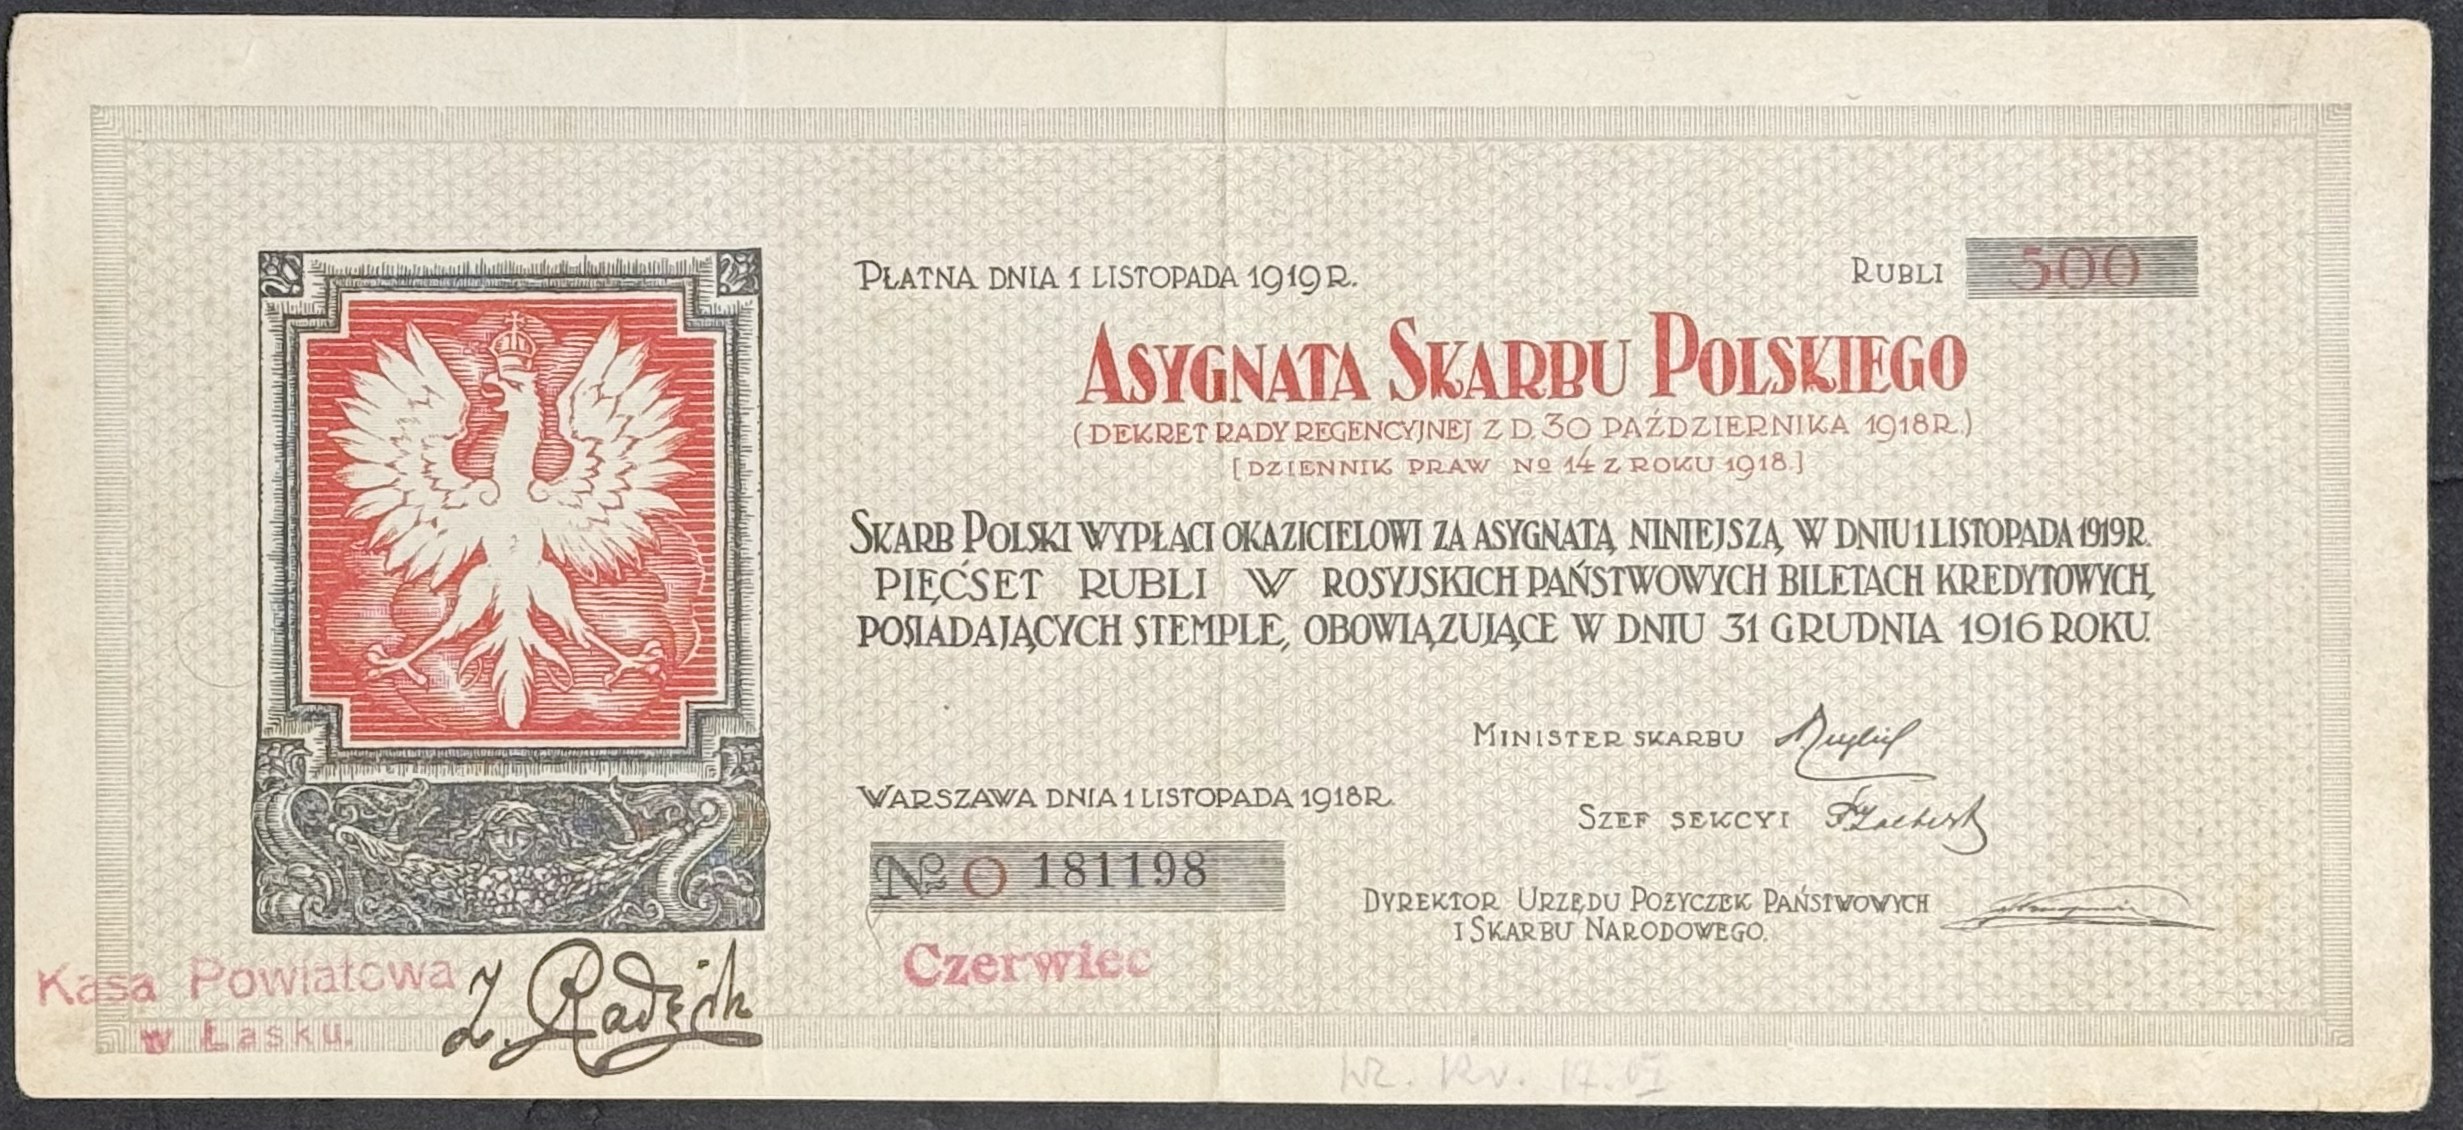 PŁATNA DNIA 1 LISTOPADA 1919 R.
RUBLI 500
ASYGNATA SKARBU POLSKIEGO
(DEKRET RADY REGENCYJNEJ Z D. 30 PAŹDZIERNIKA 1918 R.)
[DZIENNIK PRAW No 14 Z ROKU 1918.]
SKARB POLSKI WYPŁACI OKAZICIELOWI ZA ASYGNATĄ NINIEJSZĄ W DNIU 1 LISTOPADA 1919 R.
PIĘĆSET RUBLI W ROSYJSKICH PAŃSTWOWYCH BILETACH KREDYTOWYCH,
POSIADAJĄCYCH STEMPLE, OBOWIĄZUJĄCE W DNIU 31 GRUDNIA 1916 ROKU.
MINISTER SKARBU
WARSZAWA DNIA 1 LISTOPADA 1918 R.
SZEF SEKCYI
No O 181198
DYREKTOR URZĘDU POŻYCZEK PAŃSTWOWYCH
I SKARBU NARODOWEGO.
Czerwiec
Kasa Powiatowa
w Łasku.